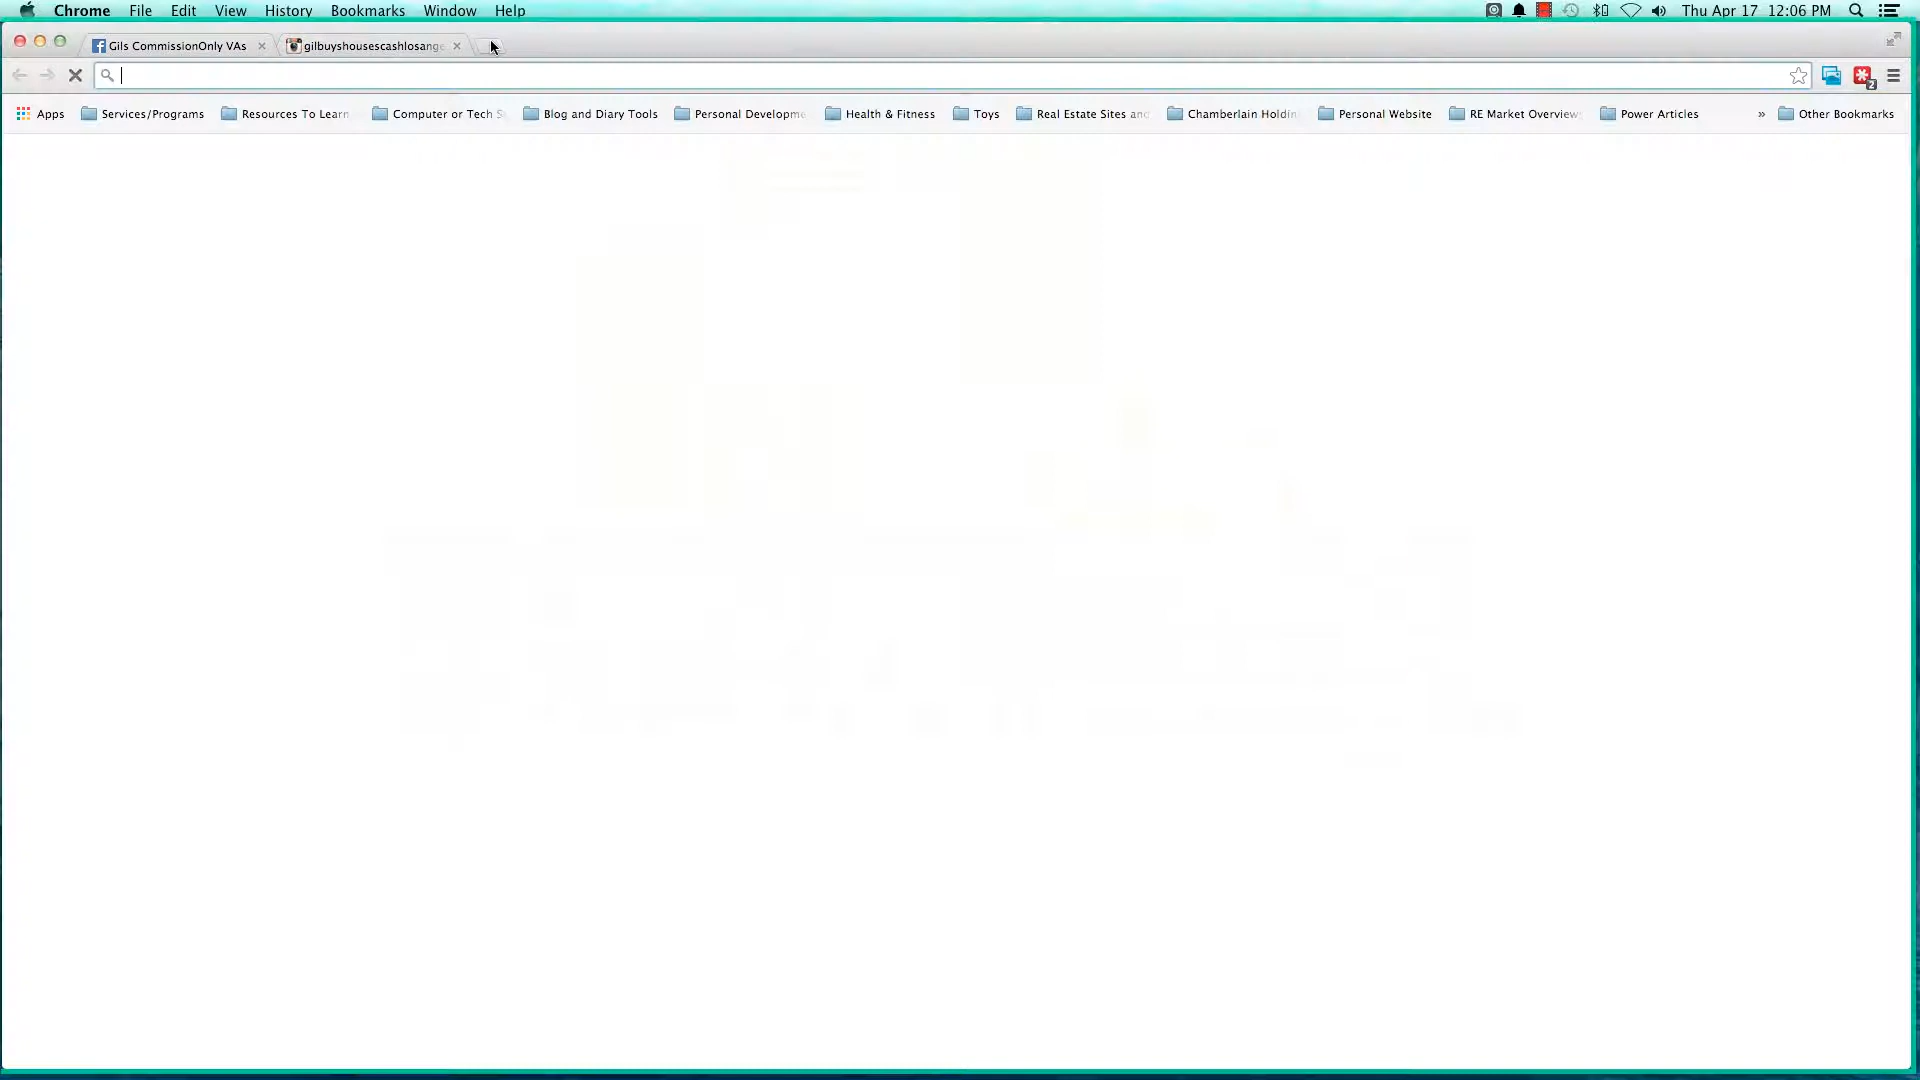 Chrome File Edit View History Bookmarks Window Help Thu Apr 17 12:06 PM
Gils CommissionOnly VAs gilbuyshousescashlosange
Apps Services/Programs Resources To Learn Computer or Tech S Blog and Diary Tools Personal Developme Health & Fitness Toys Real Estate Sites and Chamberlain Holdin Personal Website RE Market Overview Power Articles » Other Bookmarks
2